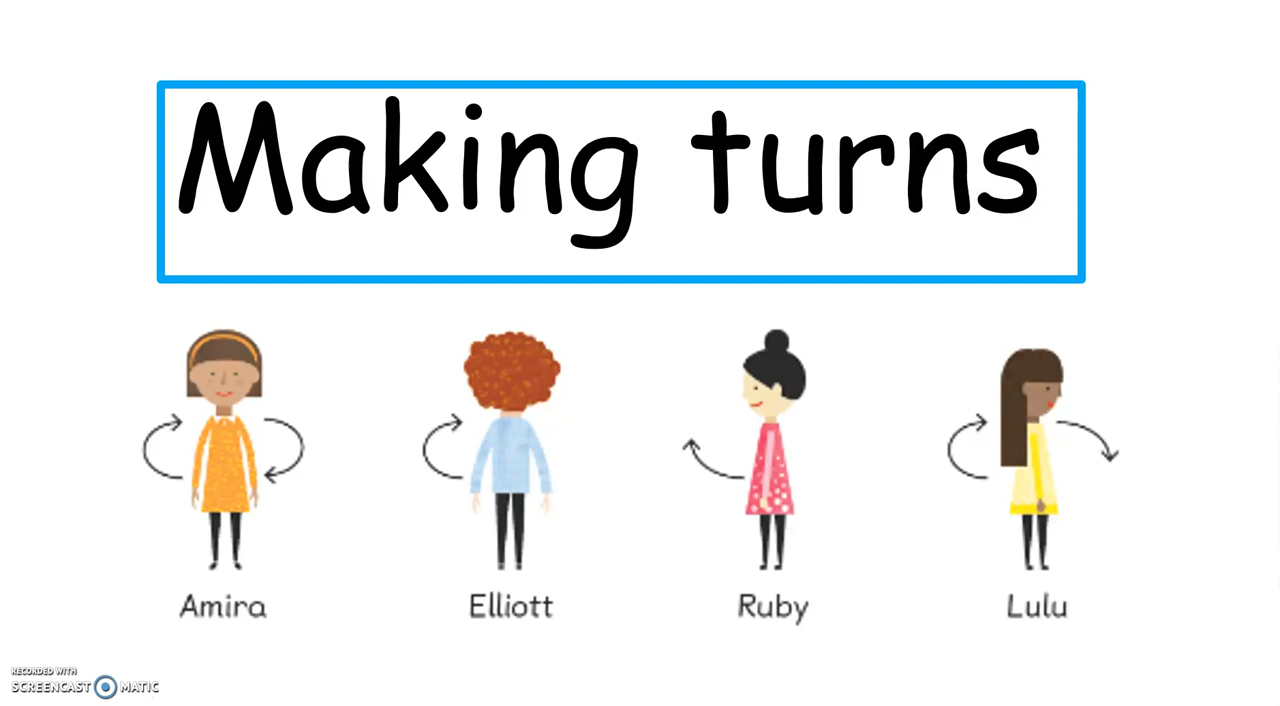 Making turns
Amira Elliott Ruby Lulu
RECORDED WITH
SCREENCAST MATIC